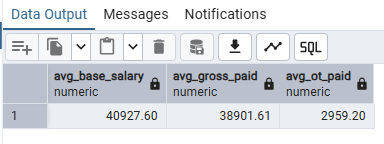 Data Output Messages Notifications
SQL
avg_base_salary avg_gross_paid avg_ot_paid
numeric numeric numeric
1 40927.60 38901.61 2959.20